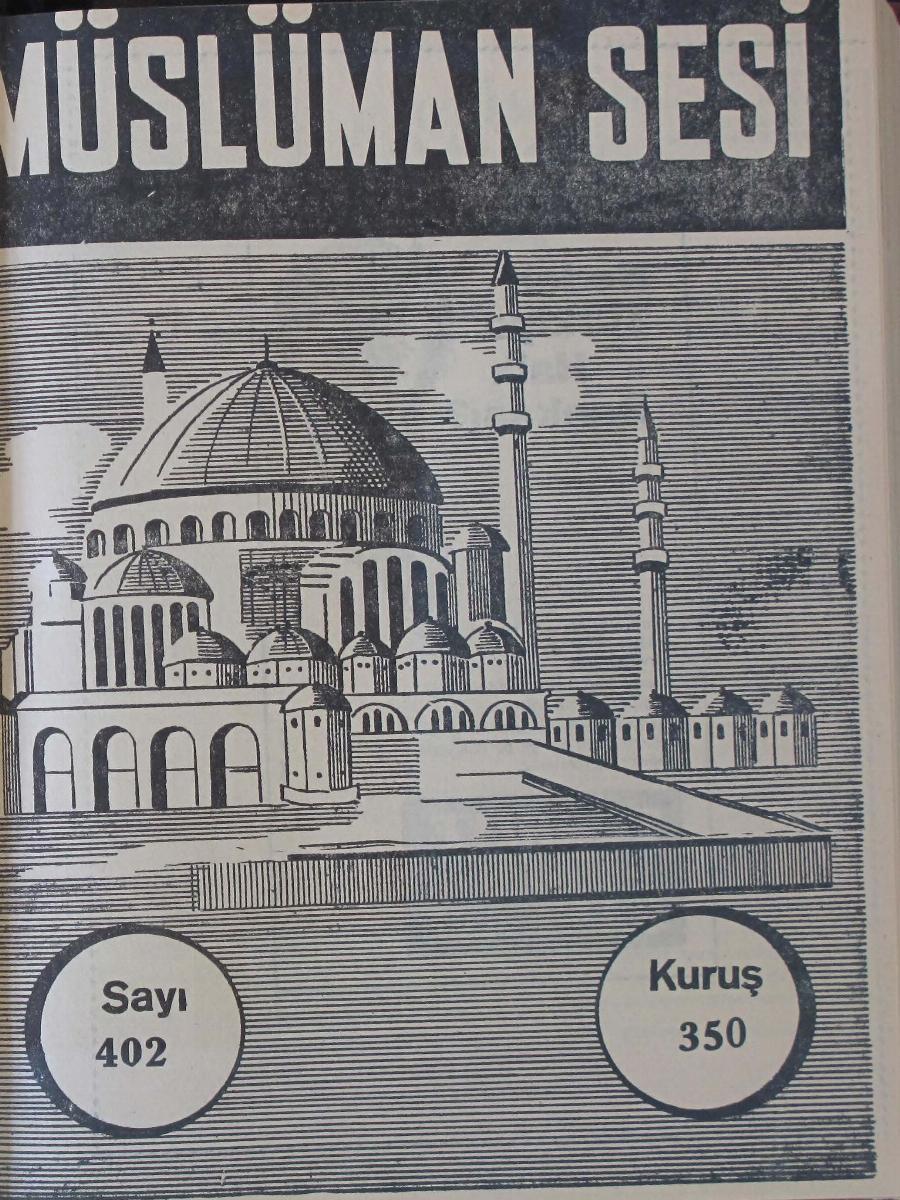 MÜSLÜMAN SESİ
Sayı
402
Kuruş
350